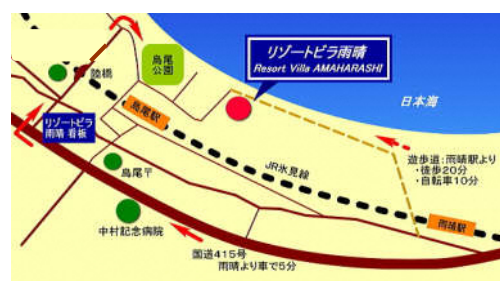 リゾートビラ雨晴
Resort Villa AMAHARASHI
島尾
公園
陸橋
日本海
島尾駅
リゾートビラ
雨晴 看板
遊歩道:雨晴駅より
・徒歩20分
・自転車10分
JR氷見線
島尾〒
雨晴駅
中村記念病院
国道415号
雨晴より車で5分